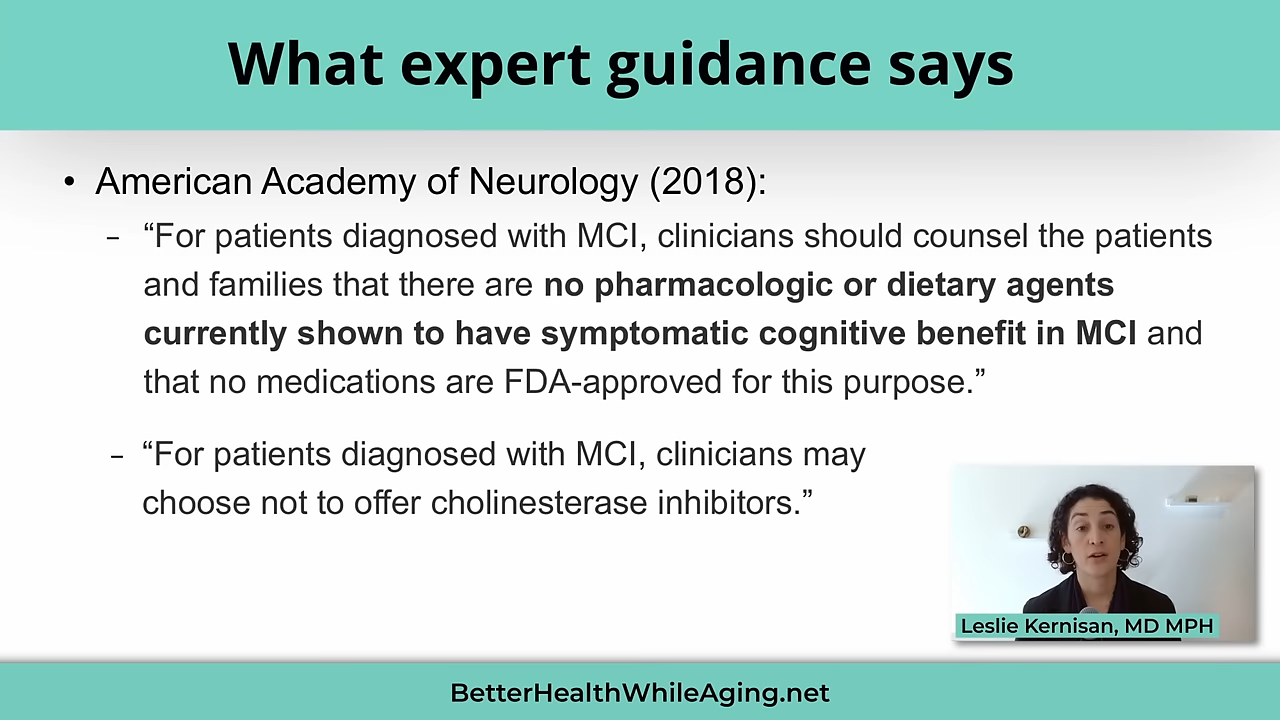 What expert guidance says
• American Academy of Neurology (2018):
– “For patients diagnosed with MCI, clinicians should counsel the patients
and families that there are no pharmacologic or dietary agents
currently shown to have symptomatic cognitive benefit in MCI and
that no medications are FDA-approved for this purpose.”
– “For patients diagnosed with MCI, clinicians may
choose not to offer cholinesterase inhibitors.”
Leslie Kernisan, MD MPH
BetterHealthWhileAging.net